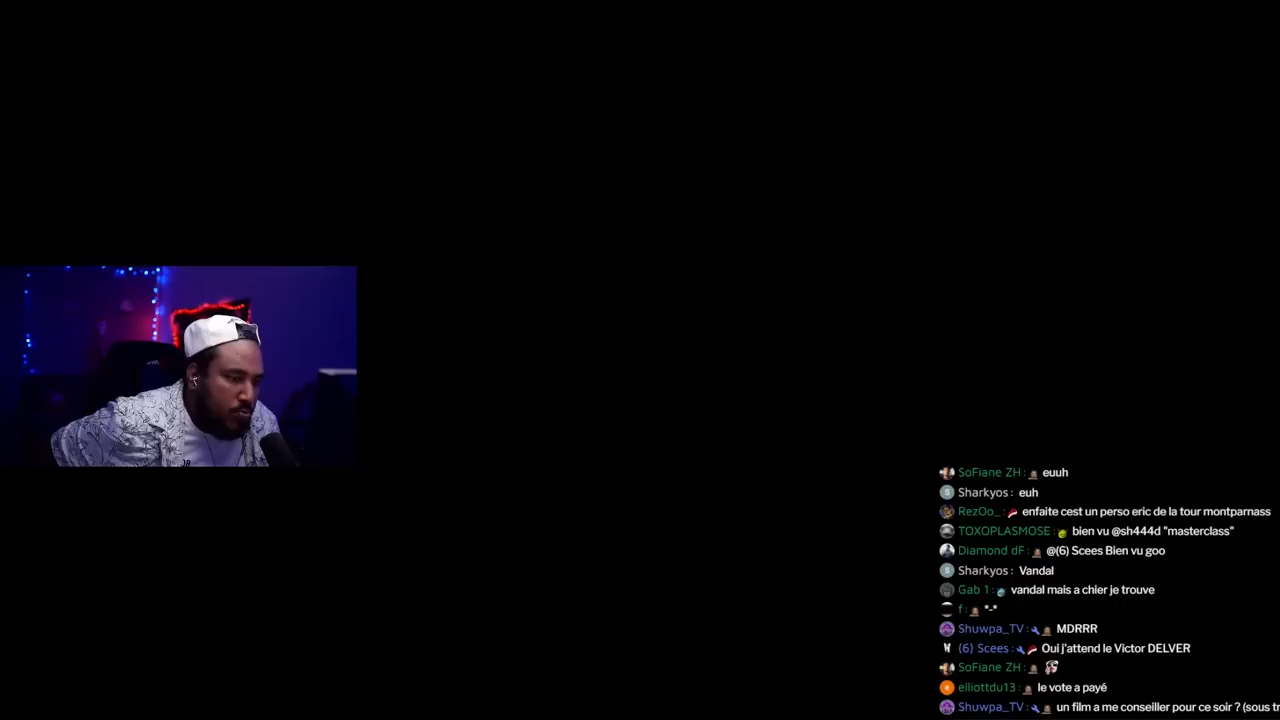 SoFiane ZH : euuh
Sharkyos : euh
RezOo_ : enfaite cest un perso eric de la tour montparnass
TOXOPLASMOSE : bien vu @sh444d "masterclass"
Diamond dF : @(6) Scees Bien vu goo
Sharkyos : Vandal
Gab 1 : vandal mais a chier je trouve
f : *-*
Shuwpa_TV : MDRRR
(6) Scees : Oui j'attend le Victor DELVER
SoFiane ZH :
elliottdu13 : le vote a payé
Shuwpa_TV : un film a me conseiller pour ce soir ? (sous tr